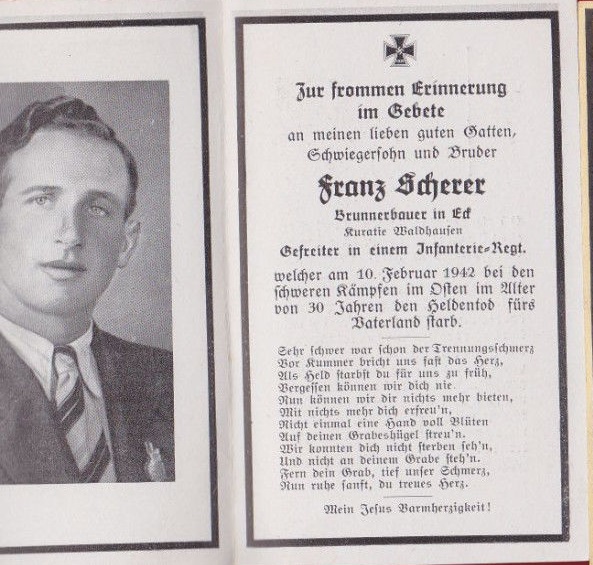 Zur frommen Erinnerung
im Gebete
an meinen lieben guten Gatten,
Schwiegersohn und Bruder
Franz Scherer
Brunnerbauer in Eck
Kuratie Waldhausen
Gefreiter in einem Infanterie-Regt.
welcher am 10. Februar 1942 bei den
schweren Kämpfen im Osten im Alter
von 30 Jahren den Heldentod fürs
Vaterland starb.
Sehr schwer war schon der Trennungsschmerz
Vor Kummer bricht uns fast das Herz,
Als Held starbst du für uns zu früh,
Vergessen können wir dich nie.
Nun können wir dir nichts mehr bieten,
Mit nichts mehr dich erfreu'n,
Nicht einmal eine Hand voll Blüten
Auf deinen Grabeshügel streu'n.
Wir konnten dich nicht sterben seh'n,
Und nicht an deinem Grabe steh'n.
Fern dein Grab, tief unser Schmerz,
Nun ruhe sanft, du treues Herz.
Mein Jesus Barmherzigkeit!